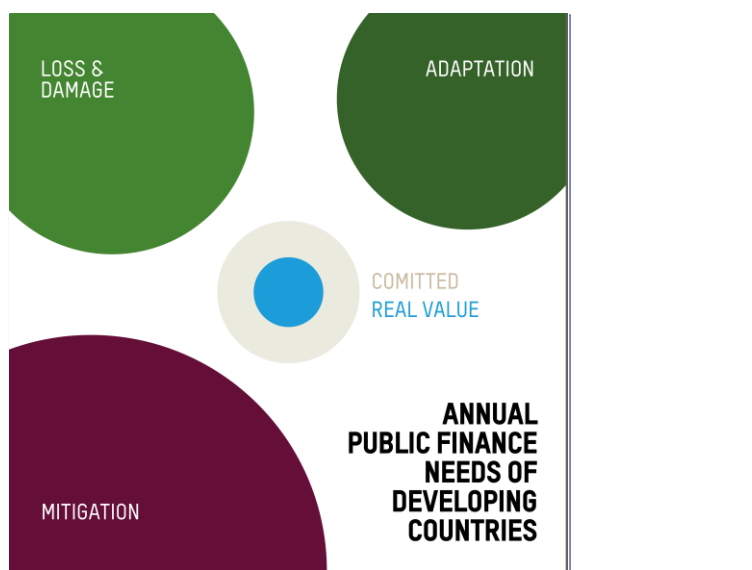 LOSS &
DAMAGE
ADAPTATION
COMITTED
REAL VALUE
ANNUAL
PUBLIC FINANCE
NEEDS OF
DEVELOPING
COUNTRIES
MITIGATION